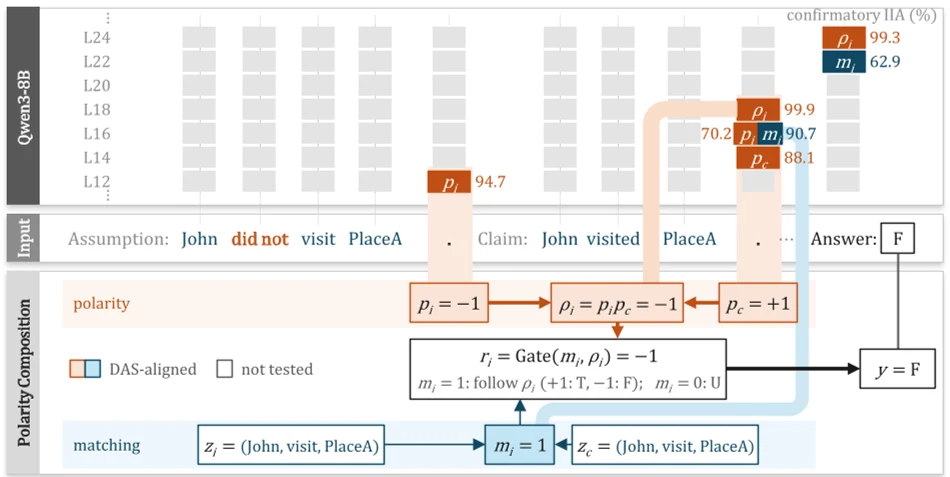 confirmatory IIA (%)
L24
ρᵢ 99.3
L22
mᵢ 62.9
L20
L18
ρᵢ 99.9
L16
70.2 pᵢ mᵢ 90.7
L14
p_c 88.1
L12
pᵢ 94.7
Qwen3-8B
Input
Assumption: John did not visit PlaceA . Claim: John visited PlaceA . ⋯ Answer: F
Polarity Composition
polarity
pᵢ = −1
ρᵢ = pᵢp_c = −1
p_c = +1
rᵢ = Gate(mᵢ, ρᵢ) = −1
mᵢ = 1: follow ρᵢ (+1: T, −1: F); mᵢ = 0: U
y = F
DAS-aligned
not tested
matching
zᵢ = (John, visit, PlaceA)
mᵢ = 1
z_c = (John, visit, PlaceA)